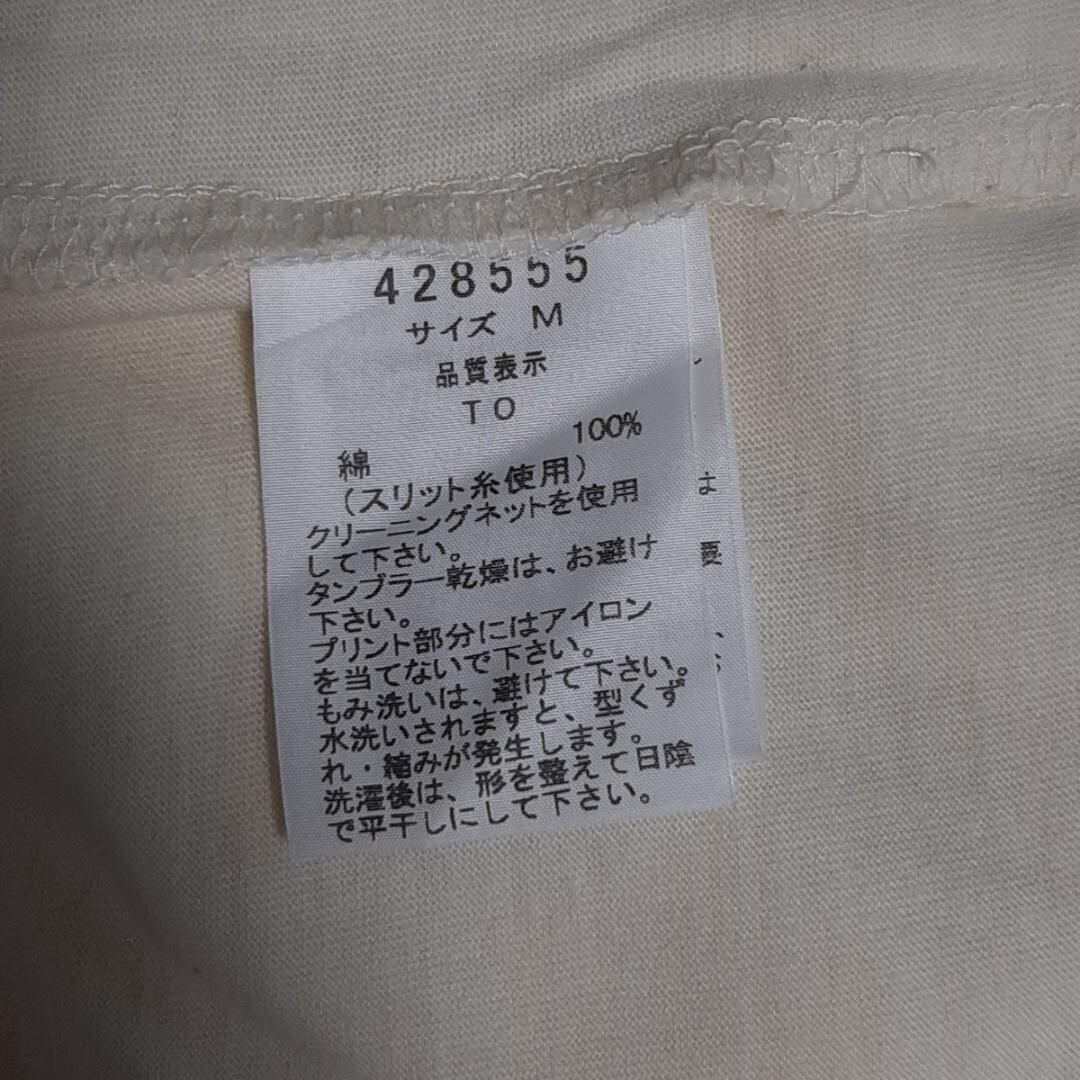 428555
サイズ M
品質表示
TO
綿 100%
(スリット糸使用)
クリーニングネットを使用
して下さい。
タンブラー乾燥は、お避け
下さい。
プリント部分にはアイロン
を当てないで下さい。
もみ洗いは、避けて下さい。
水洗いされますと、型くず
れ・縮みが発生します。
洗濯後は、形を整えて日陰
で平干しにして下さい。
は